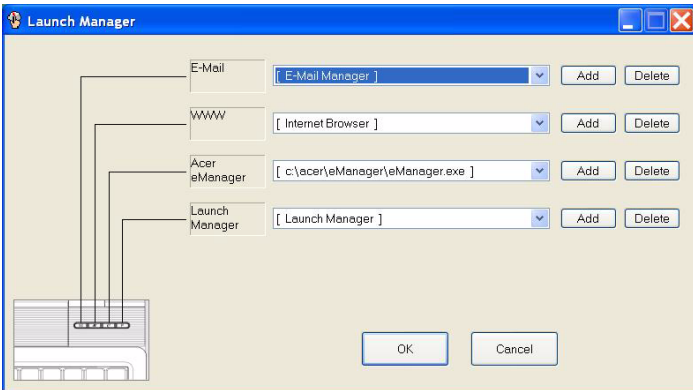 Launch Manager
E-Mail
[ E-Mail Manager ]
Add
Delete
WWW
[ Internet Browser ]
Add
Delete
Acer
eManager
[ c:\acer\eManager\eManager.exe ]
Add
Delete
Launch
Manager
[ Launch Manager ]
Add
Delete
OK
Cancel